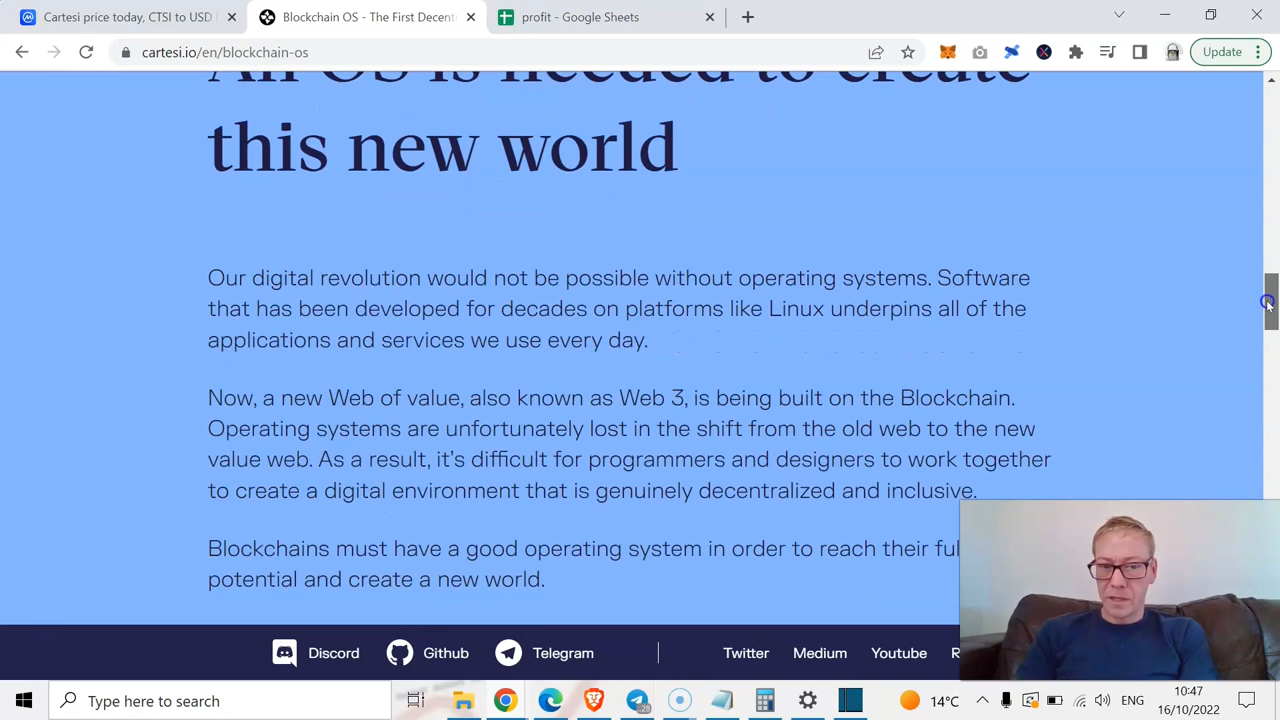 Cartesi price today, CTSI to USD
Blockchain OS - The First Decent
profit - Google Sheets
cartesi.io/en/blockchain-os
Update
An OS is needed to create
this new world
Our digital revolution would not be possible without operating systems. Software
that has been developed for decades on platforms like Linux underpins all of the
applications and services we use every day.
Now, a new Web of value, also known as Web 3, is being built on the Blockchain.
Operating systems are unfortunately lost in the shift from the old web to the new
value web. As a result, it's difficult for programmers and designers to work together
to create a digital environment that is genuinely decentralized and inclusive.
Blockchains must have a good operating system in order to reach their ful
potential and create a new world.
Discord
Github
Telegram
Twitter
Medium
Youtube
R
Type here to search
28
14°C
ENG
10:47
16/10/2022